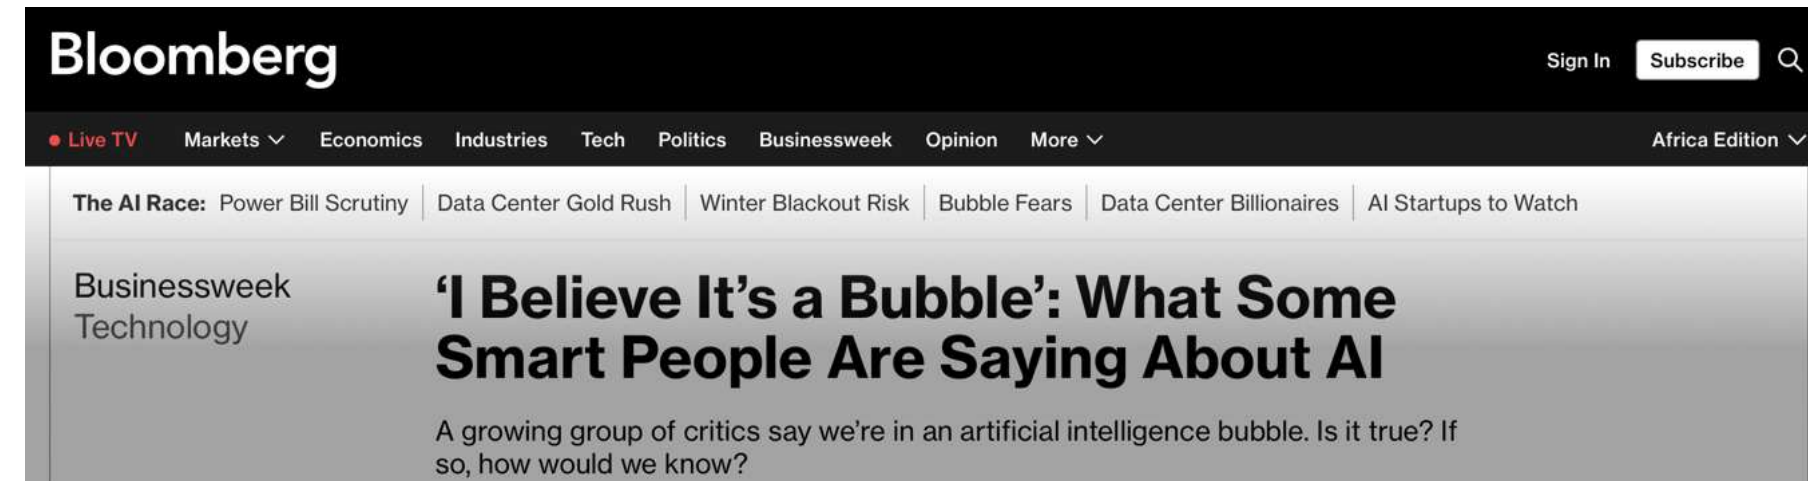 Bloomberg
Sign In Subscribe
Live TV Markets Economics Industries Tech Politics Businessweek Opinion More Africa Edition
The AI Race: Power Bill Scrutiny Data Center Gold Rush Winter Blackout Risk Bubble Fears Data Center Billionaires AI Startups to Watch
Businessweek
Technology
‘I Believe It’s a Bubble’: What Some
Smart People Are Saying About AI
A growing group of critics say we’re in an artificial intelligence bubble. Is it true? If
so, how would we know?